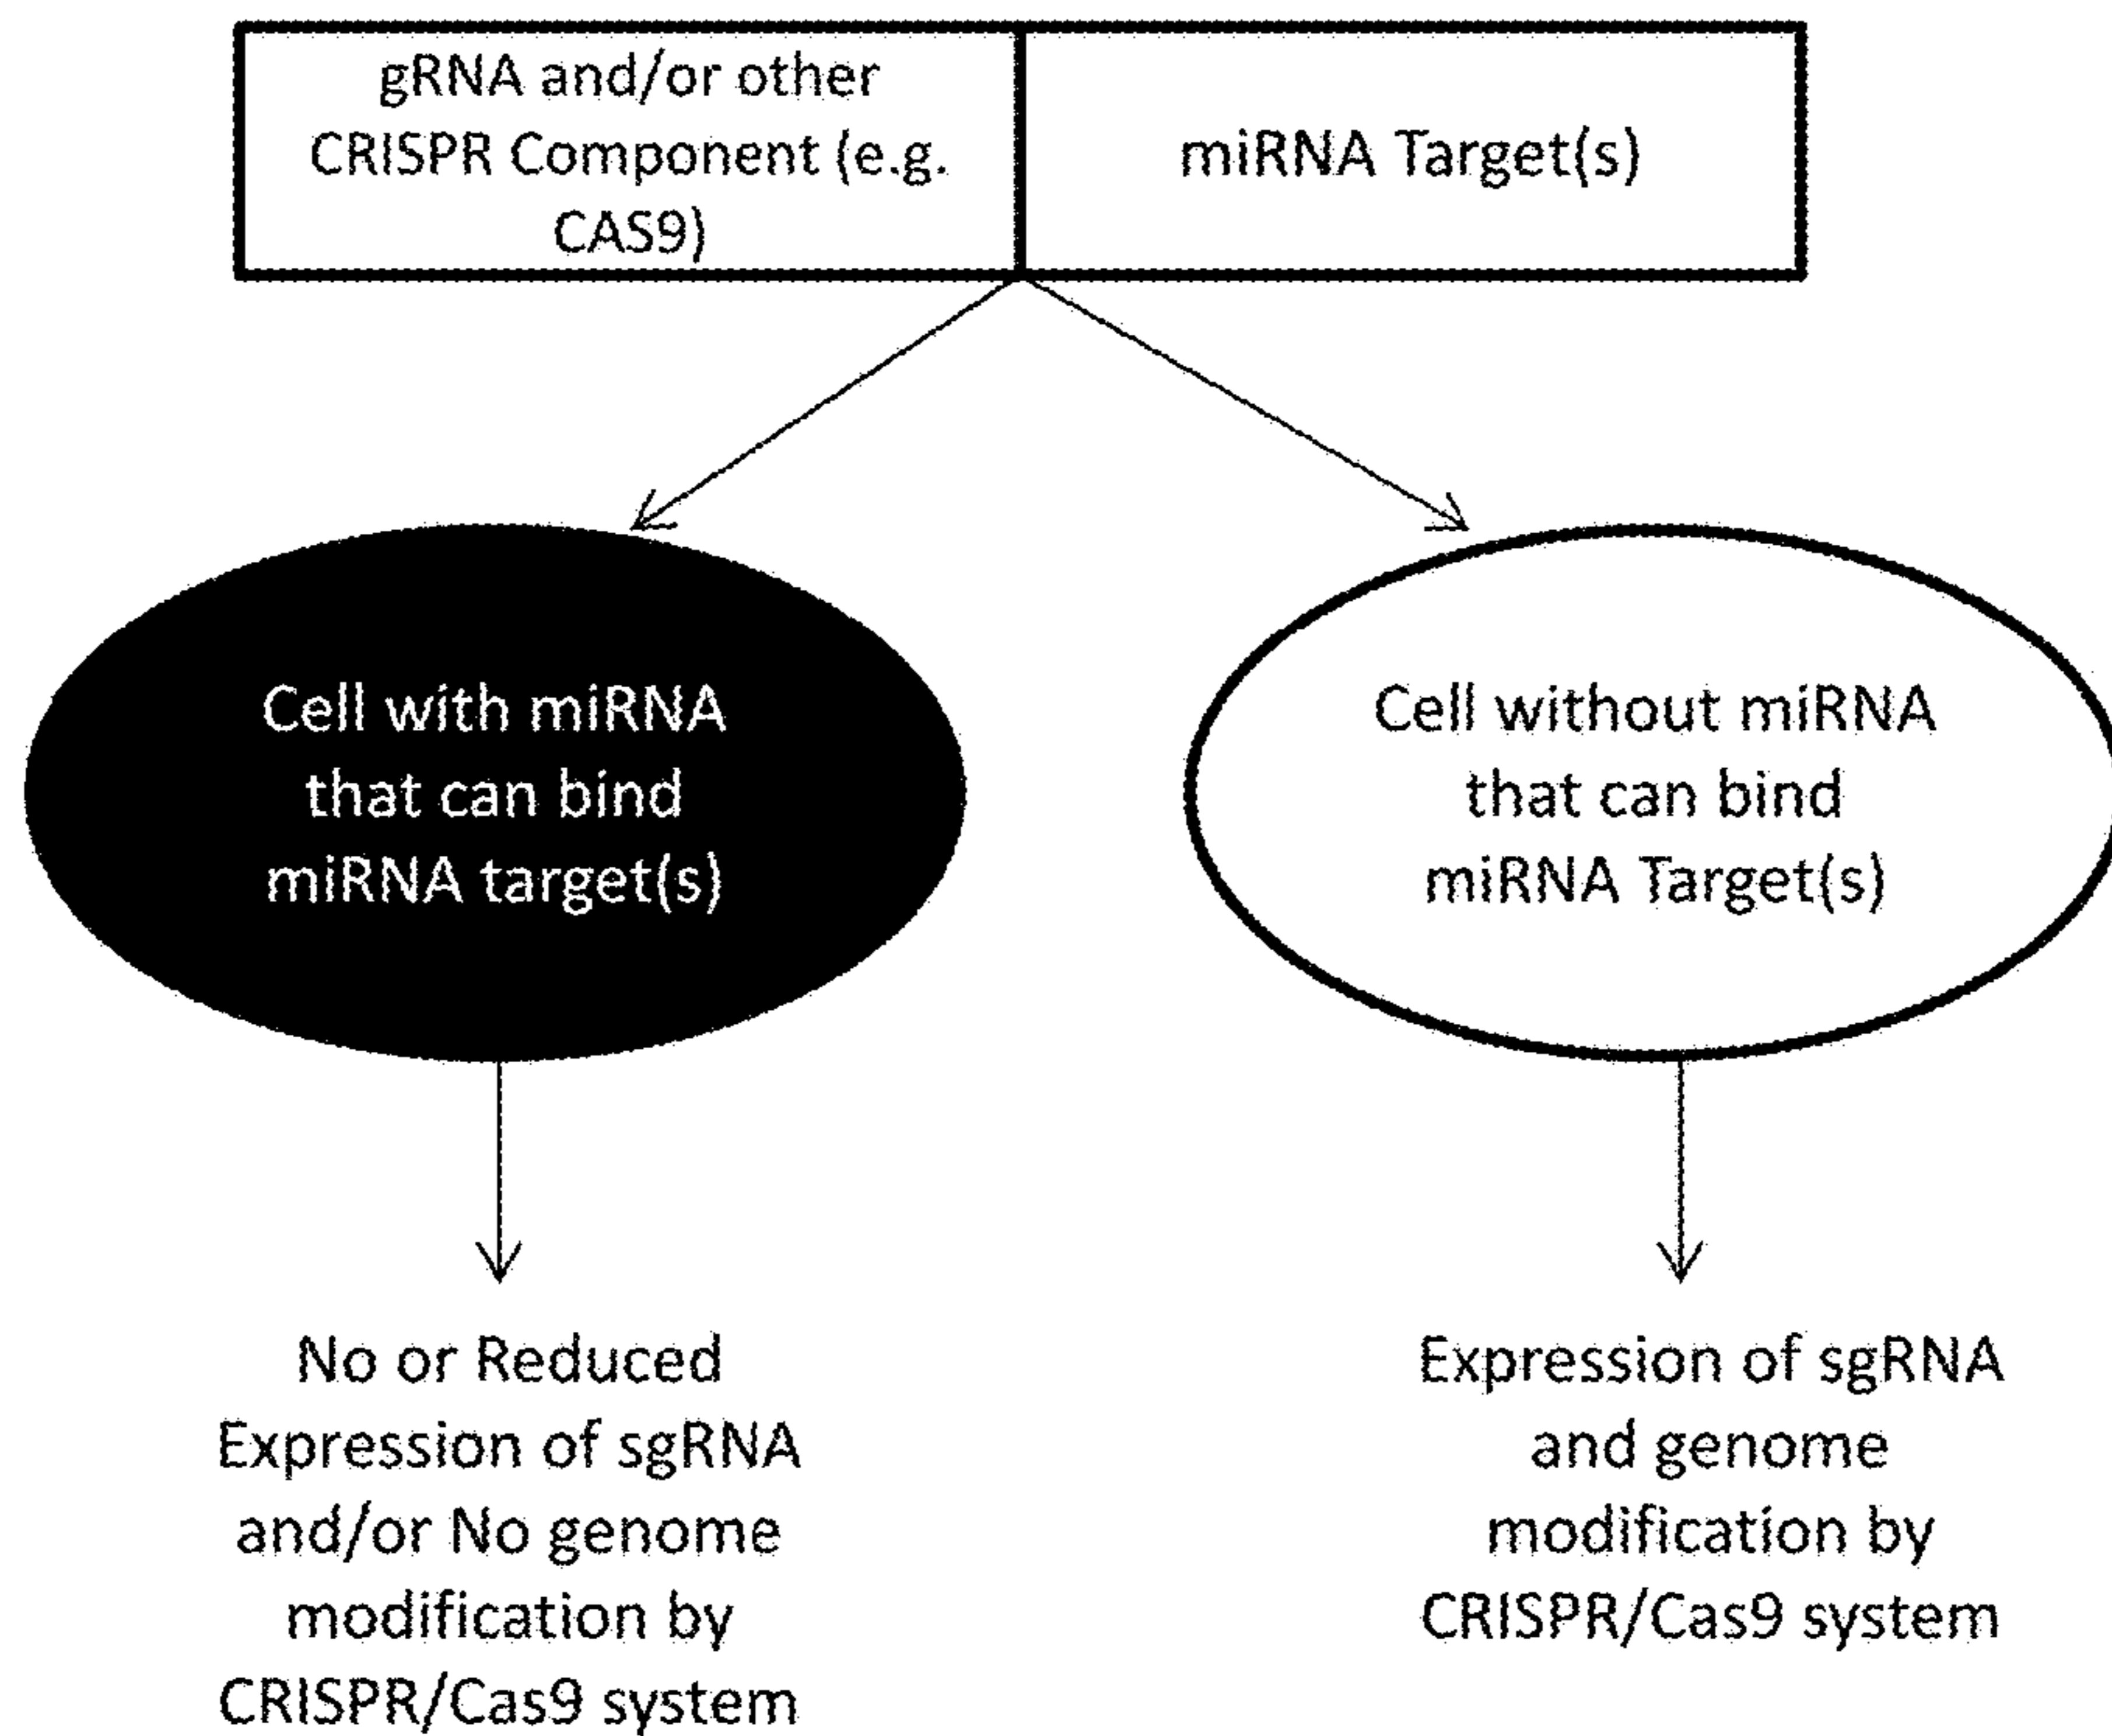 gRNA and/or other
CRISPR Component (e.g.
CAS9)
miRNA Target(s)
Cell with miRNA
that can bind
miRNA target(s)
Cell without miRNA
that can bind
miRNA Target(s)
No or Reduced
Expression of sgRNA
and/or No genome
modification by
CRISPR/Cas9 system
Expression of sgRNA
and genome
modification by
CRISPR/Cas9 system